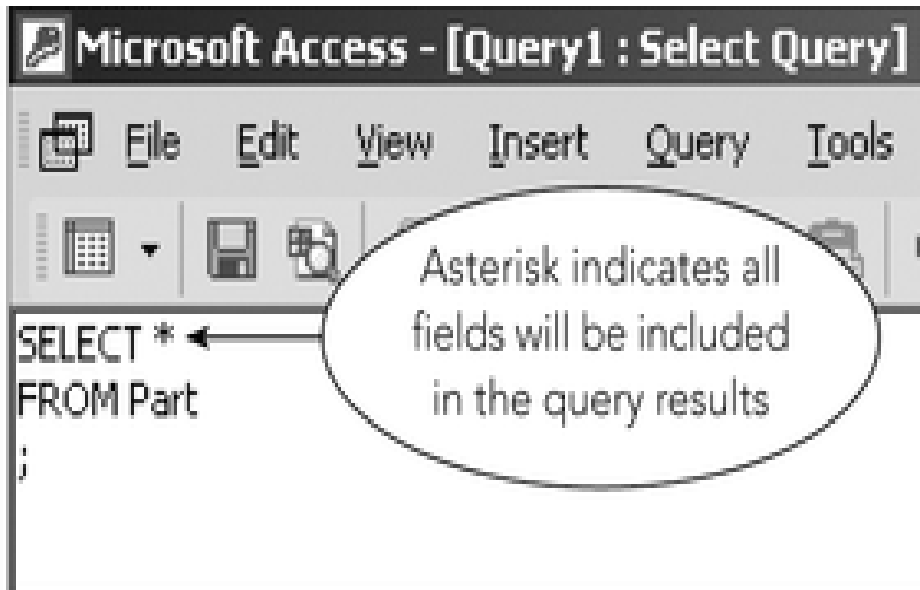 Microsoft Access - [Query1 : Select Query]
File Edit View Insert Query Tools
Asterisk indicates all
fields will be included
in the query results
SELECT *
FROM Part
;